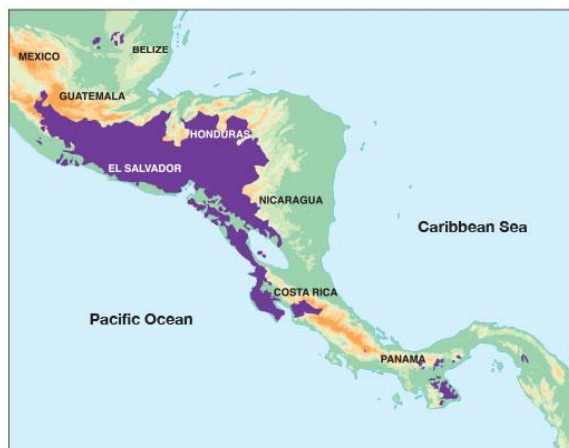 BELIZE
MEXICO
GUATEMALA
HONDURAS
EL SALVADOR
NICARAGUA
Caribbean Sea
COSTA RICA
Pacific Ocean
PANAMA